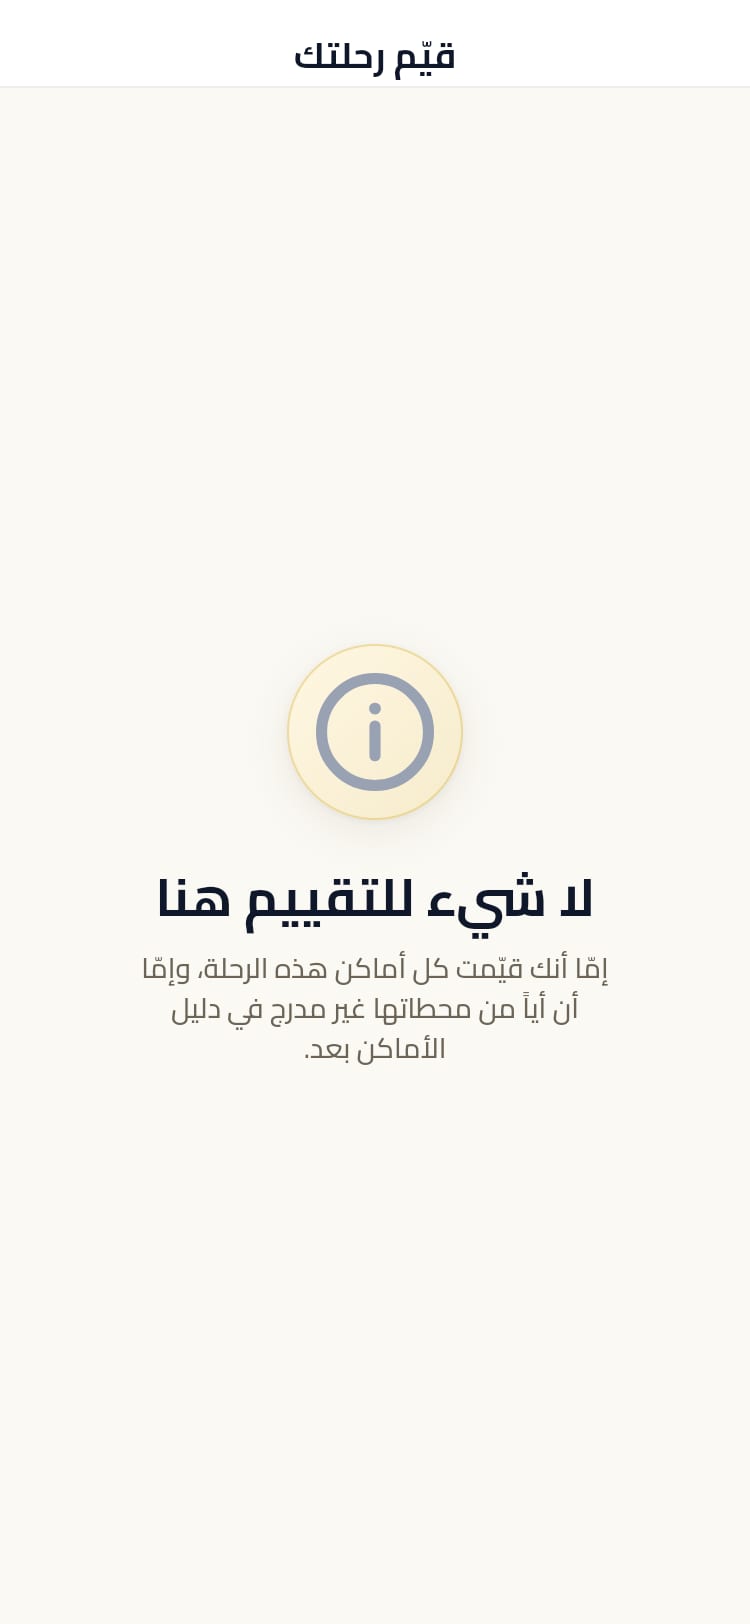 قيّم رحلتك
لا شيء للتقييم هنا
إمّا أنك قيّمت كل أماكن هذه الرحلة، وإمّا
أن أياً من محطاتها غير مدرج في دليل
الأماكن بعد.